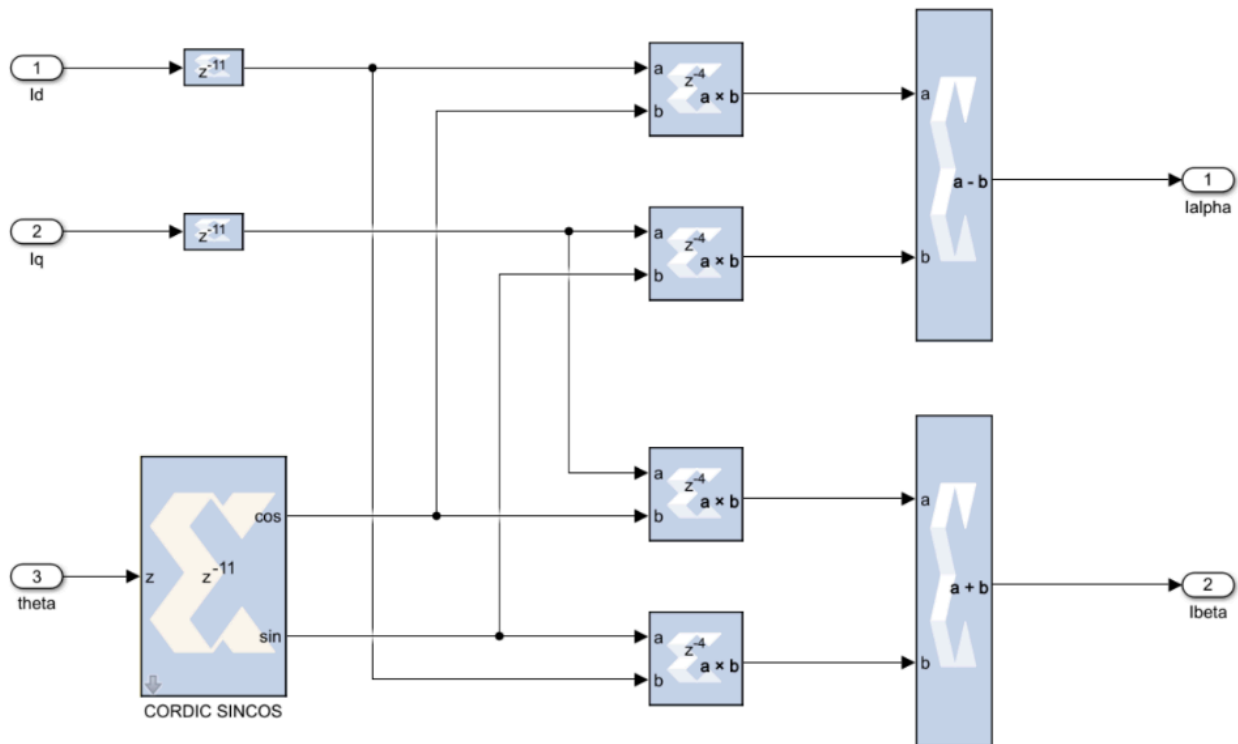 1
Id
z-11
a
b
z-4
a × b
a
b
a - b
1
Ialpha
2
Iq
z-11
a
b
z-4
a × b
3
theta
z
z-11
cos
sin
CORDIC SINCOS
a
b
z-4
a × b
a
b
z-4
a × b
a
b
a + b
2
Ibeta